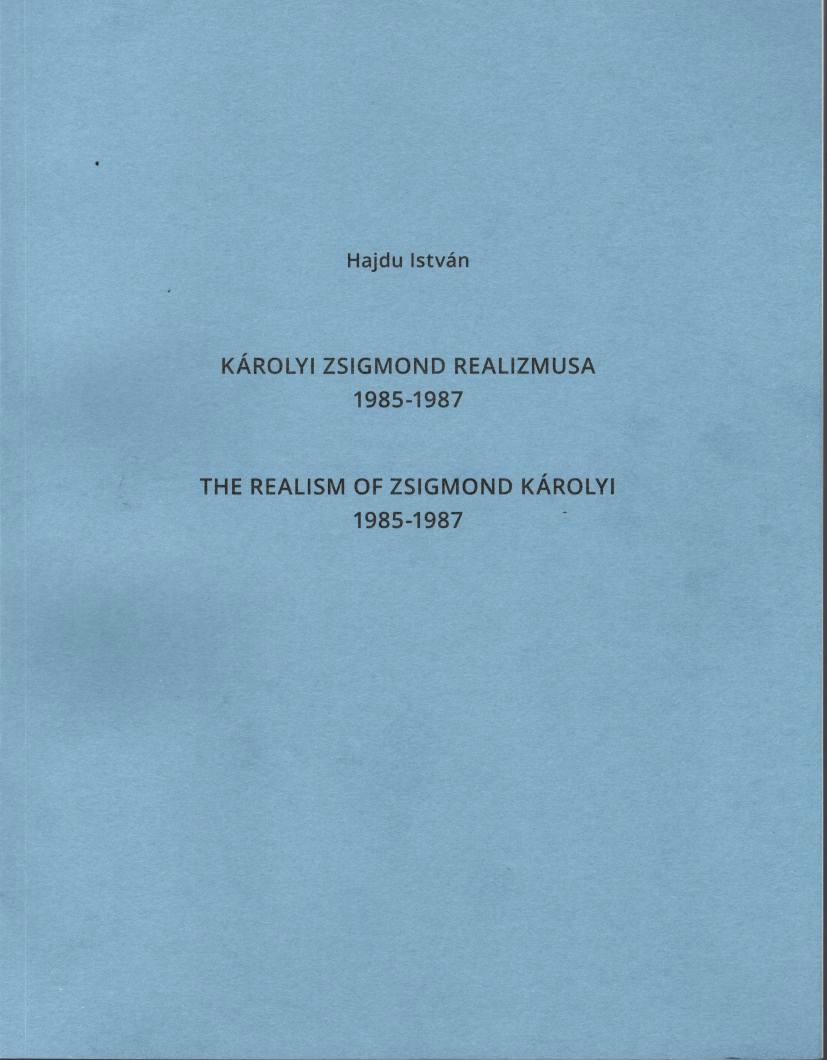 Hajdu István
KÁROLYI ZSIGMOND REALIZMUSA
1985-1987
THE REALISM OF ZSIGMOND KÁROLYI
1985-1987